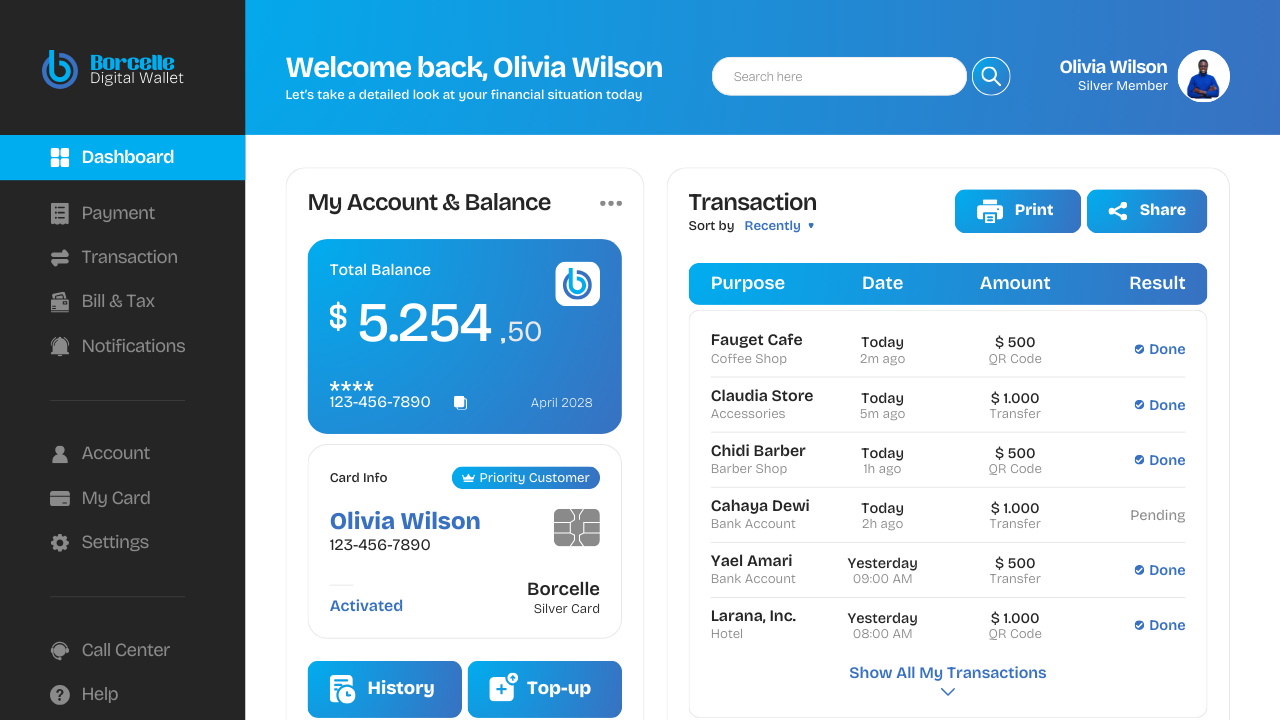 Borcelle
Digital Wallet
Dashboard
Payment
Transaction
Bill & Tax
Notifications
Account
My Card
Settings
Call Center
Help
Welcome back, Olivia Wilson
Let's take a detailed look at your financial situation today
Search here
Olivia Wilson
Silver Member
My Account & Balance
Total Balance
$ 5.254 ,50
****
123-456-7890 April 2028
Card Info Priority Customer
Olivia Wilson
123-456-7890
Activated
Borcelle
Silver Card
History Top-up
Transaction
Sort by Recently
Print Share
Purpose Date Amount Result
Fauget Cafe Today $ 500 Done
Coffee Shop 2m ago QR Code
Claudia Store Today $ 1.000 Done
Accessories 5m ago Transfer
Chidi Barber Today $ 500 Done
Barber Shop 1h ago QR Code
Cahaya Dewi Today $ 1.000 Pending
Bank Account 2h ago Transfer
Yael Amari Yesterday $ 500 Done
Bank Account 09:00 AM Transfer
Larana, Inc. Yesterday $ 1.000 Done
Hotel 08:00 AM QR Code
Show All My Transactions